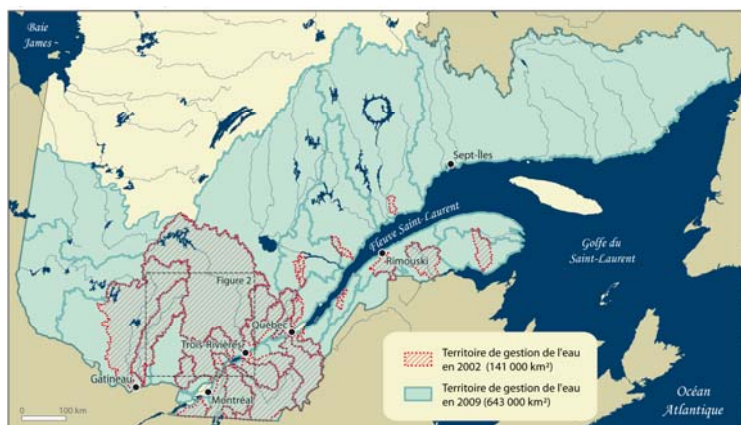 Baie
James
Sept-Îles
Fleuve Saint-Laurent
Golfe du
Saint-Laurent
Rimouski
Figure 2
Québec
Trois-Rivières
Gatineau
Montréal
0 100 km
Territoire de gestion de l'eau
en 2002 (141 000 km²)
Territoire de gestion de l'eau
en 2009 (643 000 km²)
Océan
Atlantique